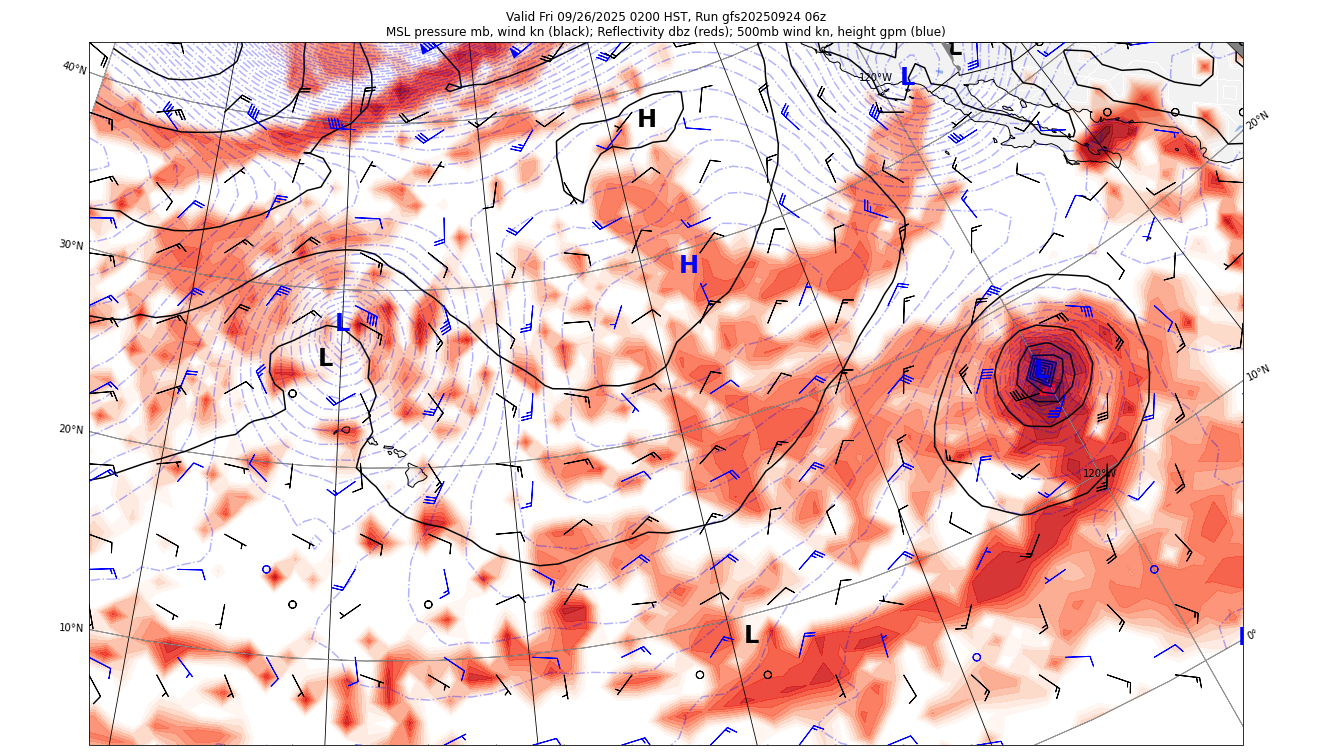 Valid Fri 09/26/2025 0200 HST, Run gfs20250924 06z
MSL pressure mb, wind kn (black); Reflectivity dbz (reds); 500mb wind kn, height gpm (blue)
L
40°N
120°W
L
20°N
H
30°N
H
L
L
10°N
20°N
120°W
10°N
L
0°